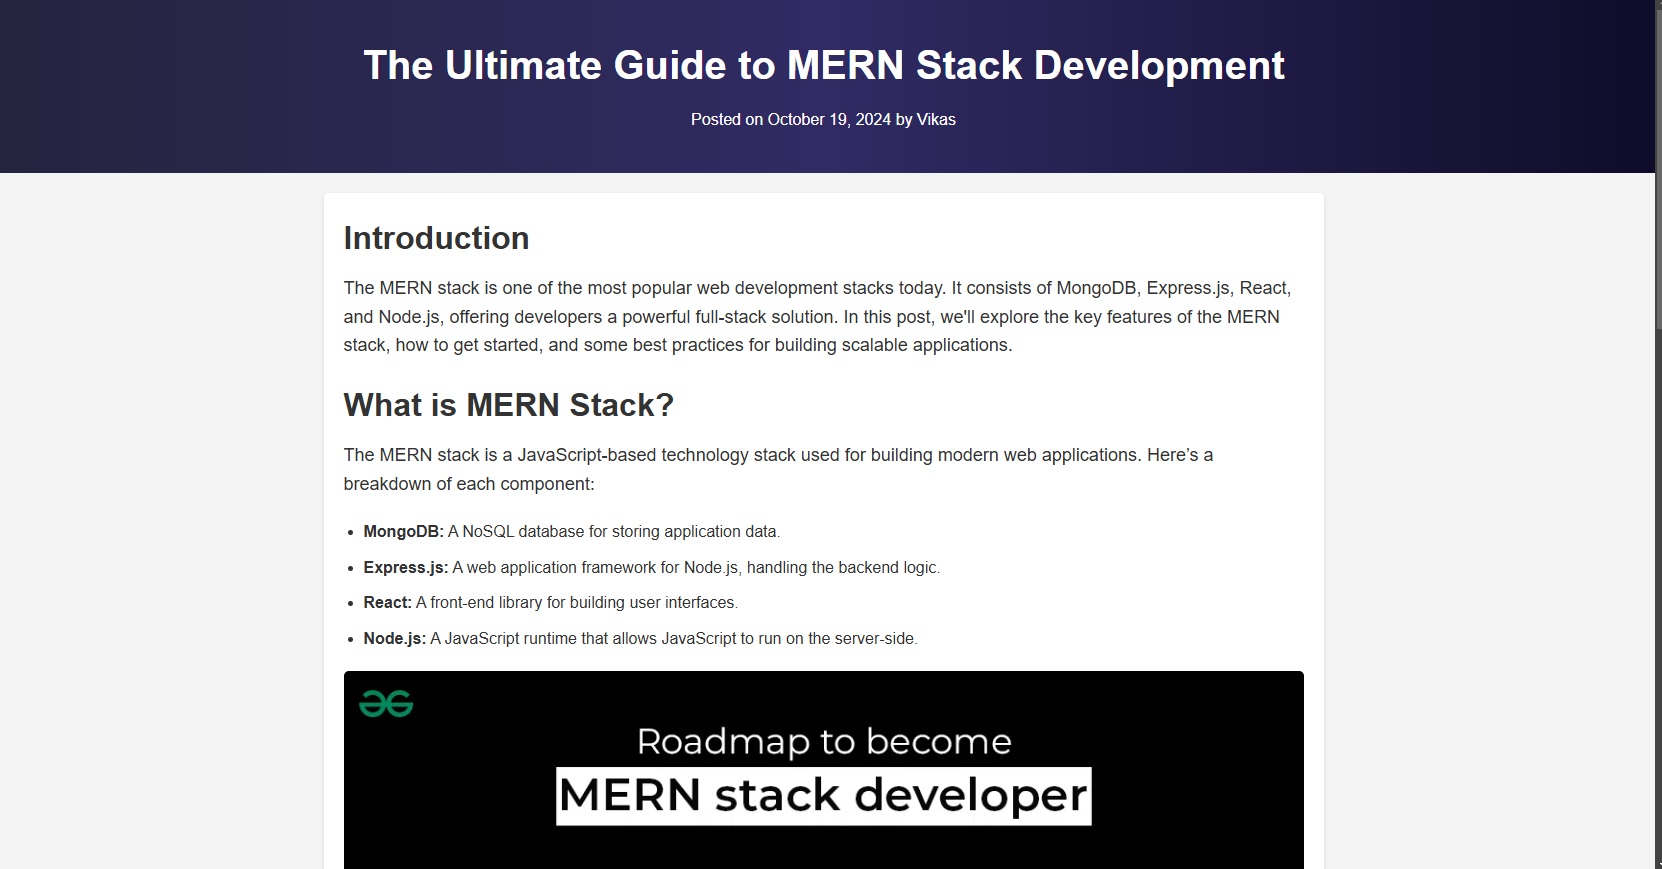 The Ultimate Guide to MERN Stack Development
Posted on October 19, 2024 by Vikas
Introduction
The MERN stack is one of the most popular web development stacks today. It consists of MongoDB, Express.js, React,
and Node.js, offering developers a powerful full-stack solution. In this post, we'll explore the key features of the MERN
stack, how to get started, and some best practices for building scalable applications.
What is MERN Stack?
The MERN stack is a JavaScript-based technology stack used for building modern web applications. Here’s a
breakdown of each component:
• MongoDB: A NoSQL database for storing application data.
• Express.js: A web application framework for Node.js, handling the backend logic.
• React: A front-end library for building user interfaces.
• Node.js: A JavaScript runtime that allows JavaScript to run on the server-side.
Roadmap to become
MERN stack developer